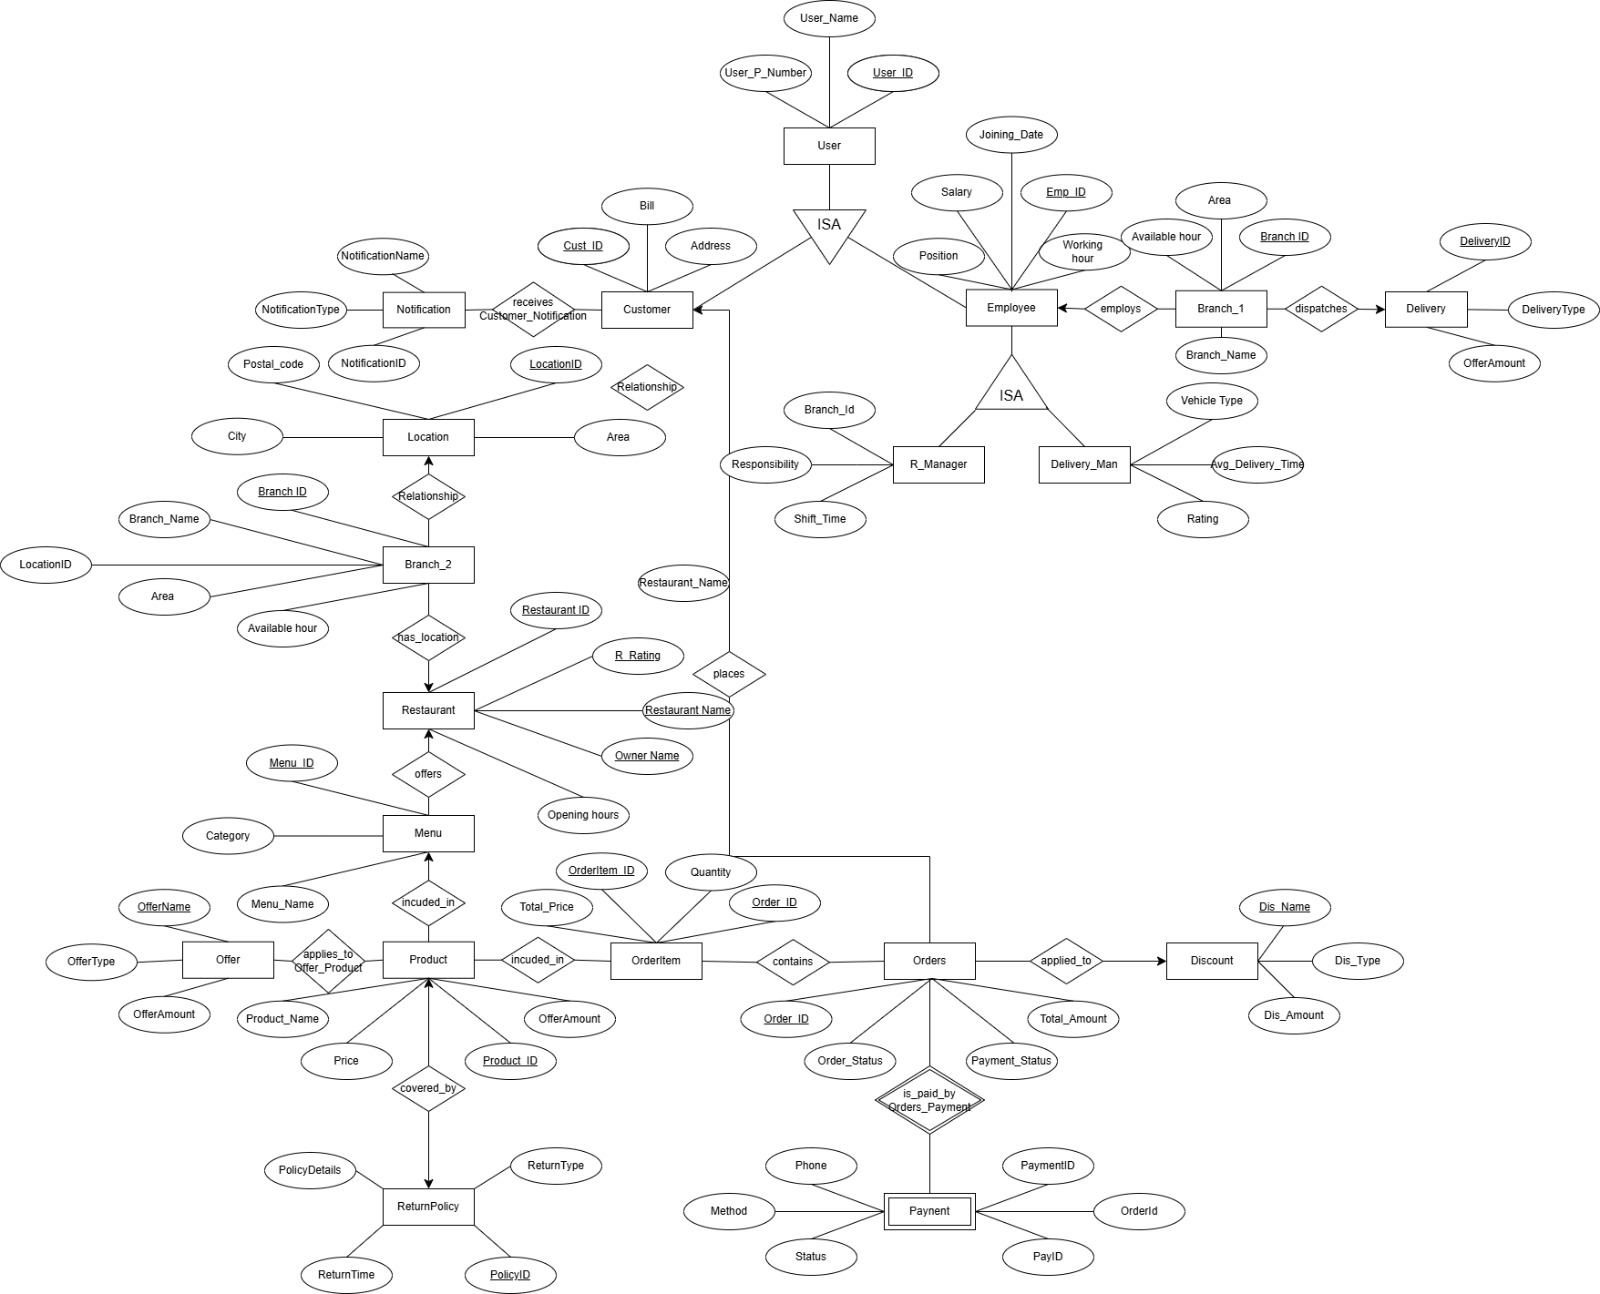 User_Name
User_P_Number
User_ID
User
Joining_Date
Salary
Emp_ID
Position
Working
hour
Area
Available hour
Branch ID
DeliveryID
ISA
Bill
Cust_ID
Address
NotificationName
NotificationType
Notification
receives
Customer_Notification
Customer
Employee
employs
Branch_1
dispatches
Delivery
DeliveryType
NotificationID
Branch_Name
OfferAmount
Postal_code
LocationID
Relationship
ISA
City
Location
Area
Branch_Id
Vehicle Type
Responsibility
R_Manager
Delivery_Man
Avg_Delivery_Time
Shift_Time
Rating
Branch ID
Relationship
Branch_Name
LocationID
Branch_2
Area
Available hour
has_location
Restaurant_Name
Restaurant ID
R_Rating
places
Restaurant
Restaurant Name
Owner Name
Menu_ID
offers
Opening hours
Category
Menu
Menu_Name
incuded_in
OrderItem_ID
Quantity
Total_Price
Order_ID
OfferName
Dis_Name
OfferType
Offer
applies_to
Offer_Product
Product
incuded_in
OrderItem
contains
Orders
applied_to
Discount
Dis_Type
OfferAmount
Product_Name
OfferAmount
Order_ID
Total_Amount
Dis_Amount
Price
Product_ID
Order_Status
Payment_Status
covered_by
is_paid_by
Orders_Payment
PolicyDetails
ReturnType
Phone
PaymentID
ReturnPolicy
Method
Paynent
OrderId
ReturnTime
PolicyID
Status
PayID